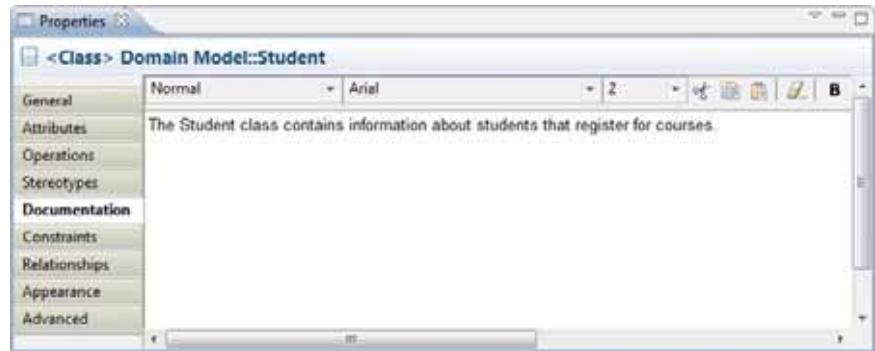 Properties
<Class> Domain Model::Student
General
Attributes
Operations
Stereotypes
Documentation
Constraints
Relationships
Appearance
Advanced
Normal Arial 2 B
The Student class contains information about students that register for courses.